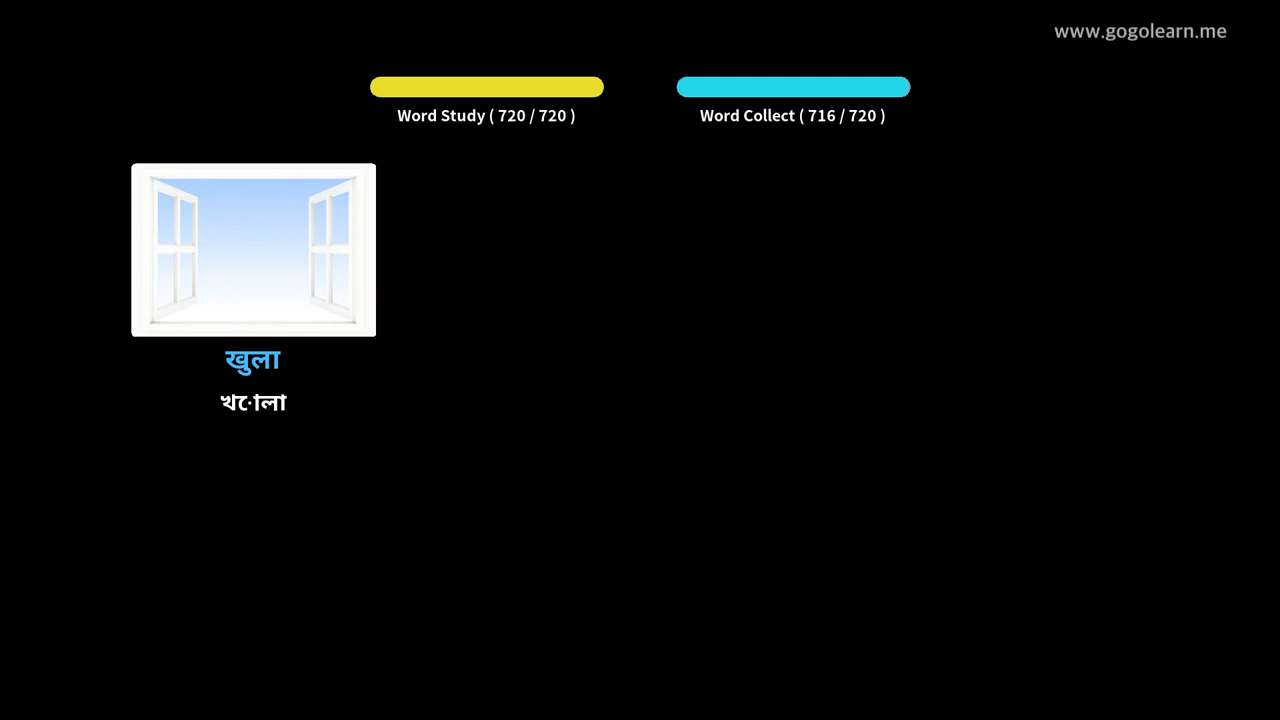 www.gogolearn.me
Word Study ( 720 / 720 )
Word Collect ( 716 / 720 )
खुला
খোলা